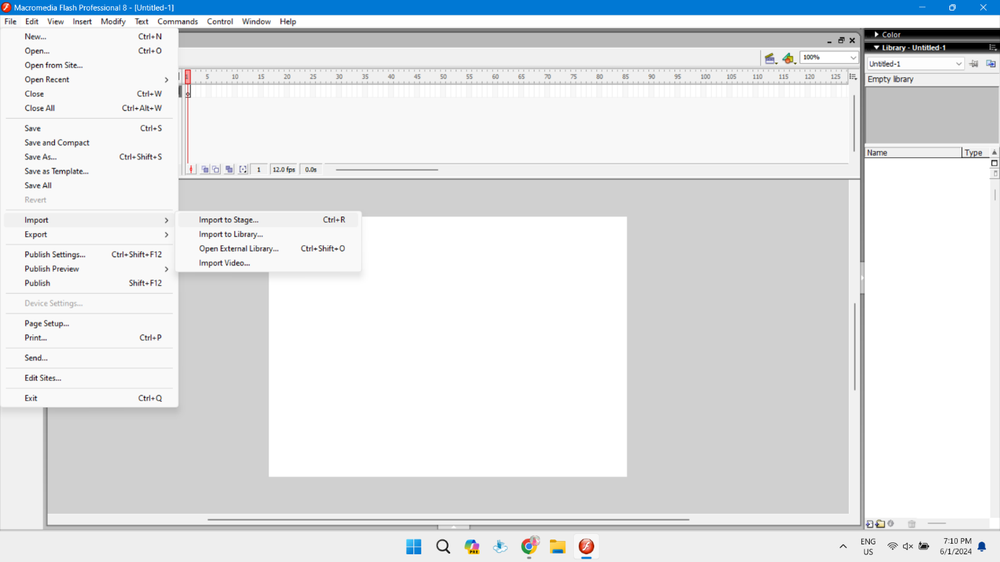 Macromedia Flash Professional 8 - [Untitled-1]
File Edit View Insert Modify Text Commands Control Window Help
New... Ctrl+N
Open... Ctrl+O
Open from Site...
Open Recent
Close Ctrl+W
Close All Ctrl+Alt+W
Save Ctrl+S
Save and Compact
Save As... Ctrl+Shift+S
Save as Template...
Save All
Revert
Import
Export
Publish Settings... Ctrl+Shift+F12
Publish Preview
Publish Shift+F12
Device Settings...
Page Setup...
Print... Ctrl+P
Send...
Edit Sites...
Exit Ctrl+Q
Import to Stage... Ctrl+R
Import to Library...
Open External Library... Ctrl+Shift+O
Import Video...
100%
1 5 10 15 20 25 30 35 40 45 50 55 60 65 70 75 80 85 90 95 100 105 110 115 120 125
1 12.0 fps 0.0s
Color
Library - Untitled-1
Untitled-1
Empty library
Name Type
PRE
ENG
US
7:10 PM
6/1/2024